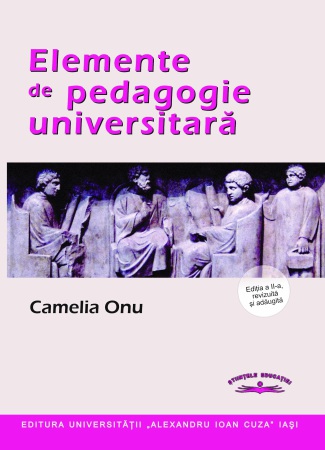 Elemente
de pedagogie
universitară
Ediția a II-a,
revizuită
și adăugită
Camelia Onu
ȘTIINȚELE EDUCAȚIEI
EDITURA UNIVERSITĂȚII „ALEXANDRU IOAN CUZA" IAȘI